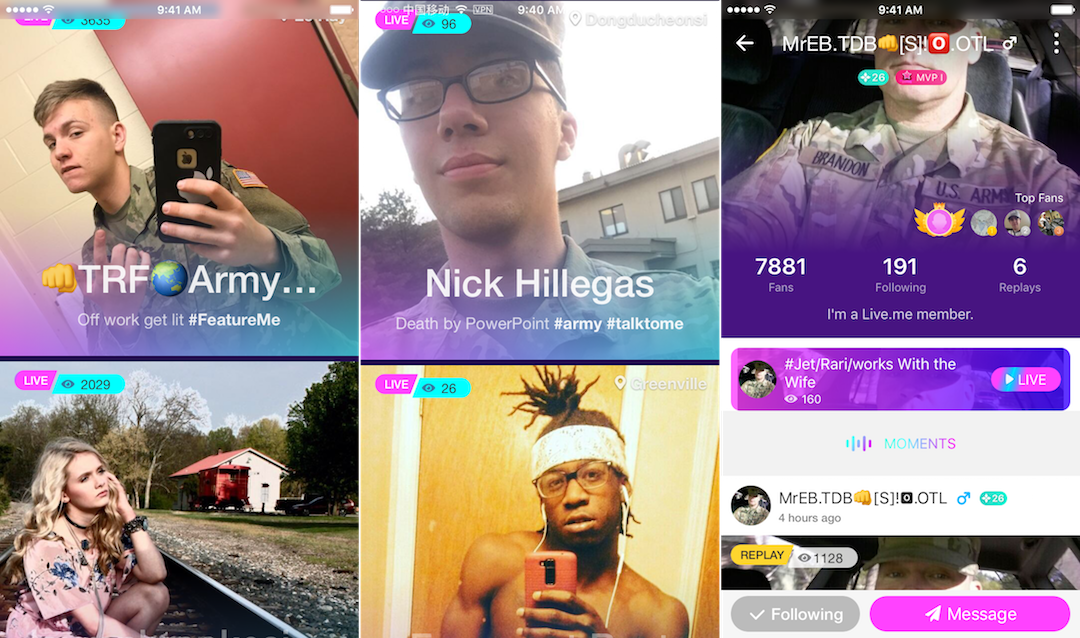 9:41 AM
LIVE 3635
TRF Army...
Off work get lit #FeatureMe
LIVE 2029
中国移动 VPN 9:40 AM
LIVE 96
Dongducheonsi
Nick Hillegas
Death by PowerPoint #army #talktome
LIVE 26
Greenville
9:41 AM
MrEB.TDB👊[S]!🅾.OTL ♂
26 MVP I
BRANDON
U.S. ARMY
Top Fans
7881 191 6
Fans Following Replays
I'm a Live.me member.
#Jet/Rari/works With the
Wife
160
LIVE
MOMENTS
MrEB.TDB👊[S]!🅾.OTL ♂ 26
4 hours ago
REPLAY 1128
Following Message